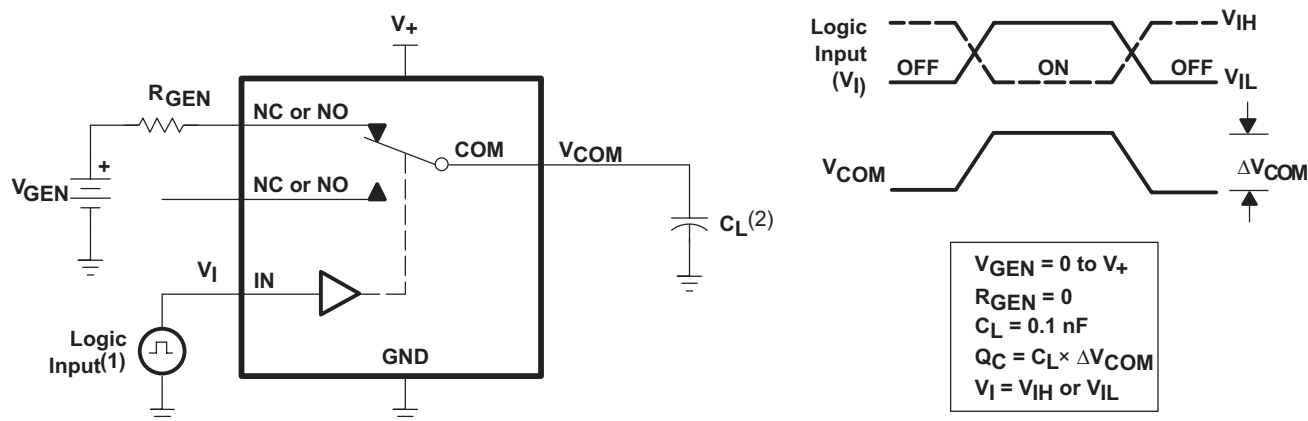 V+
RGEN
NC or NO
COM
VCOM
VGEN
+
NC or NO
CL(2)
VI
IN
Logic
Input(1)
GND
Logic
Input
(VI)
OFF
ON
OFF
VIH
VIL
VCOM
ΔVCOM
VGEN = 0 to V+
RGEN = 0
CL = 0.1 nF
QC = CL× ΔVCOM
VI = VIH or VIL